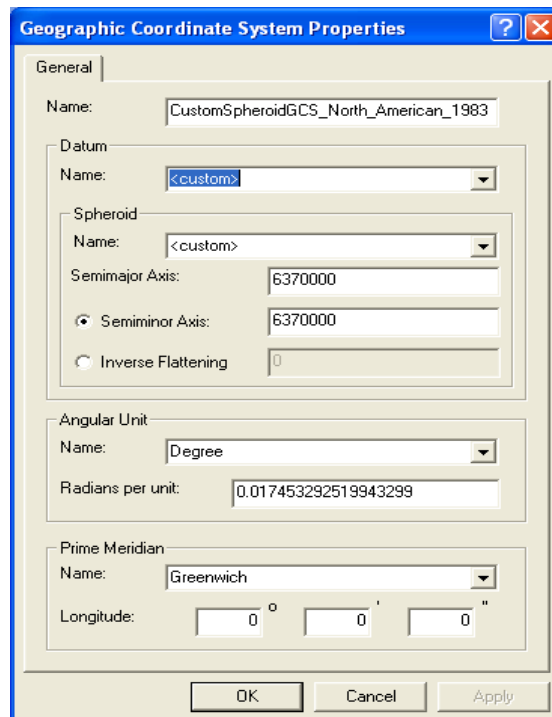 Geographic Coordinate System Properties
General
Name: CustomSpheroidGCS_North_American_1983
Datum
Name: <custom>
Spheroid
Name: <custom>
Semimajor Axis: 6370000
Semiminor Axis: 6370000
Inverse Flattening 0
Angular Unit
Name: Degree
Radians per unit: 0.017453292519943299
Prime Meridian
Name: Greenwich
Longitude: 0 ° 0 ' 0 "
OK Cancel Apply